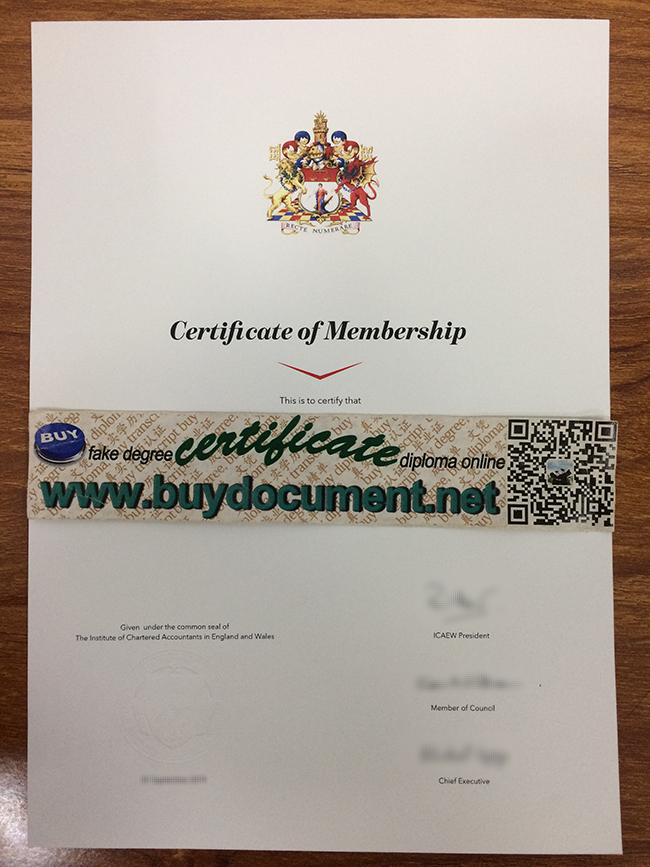 RECTE NUMERARE
Certificate of Membership
This is to certify that
BUY
fake degree certificate diploma online
www.buydocument.net
Given under the common seal of
The Institute of Chartered Accountants in England and Wales
ICAEW President
Member of Council
Chief Executive